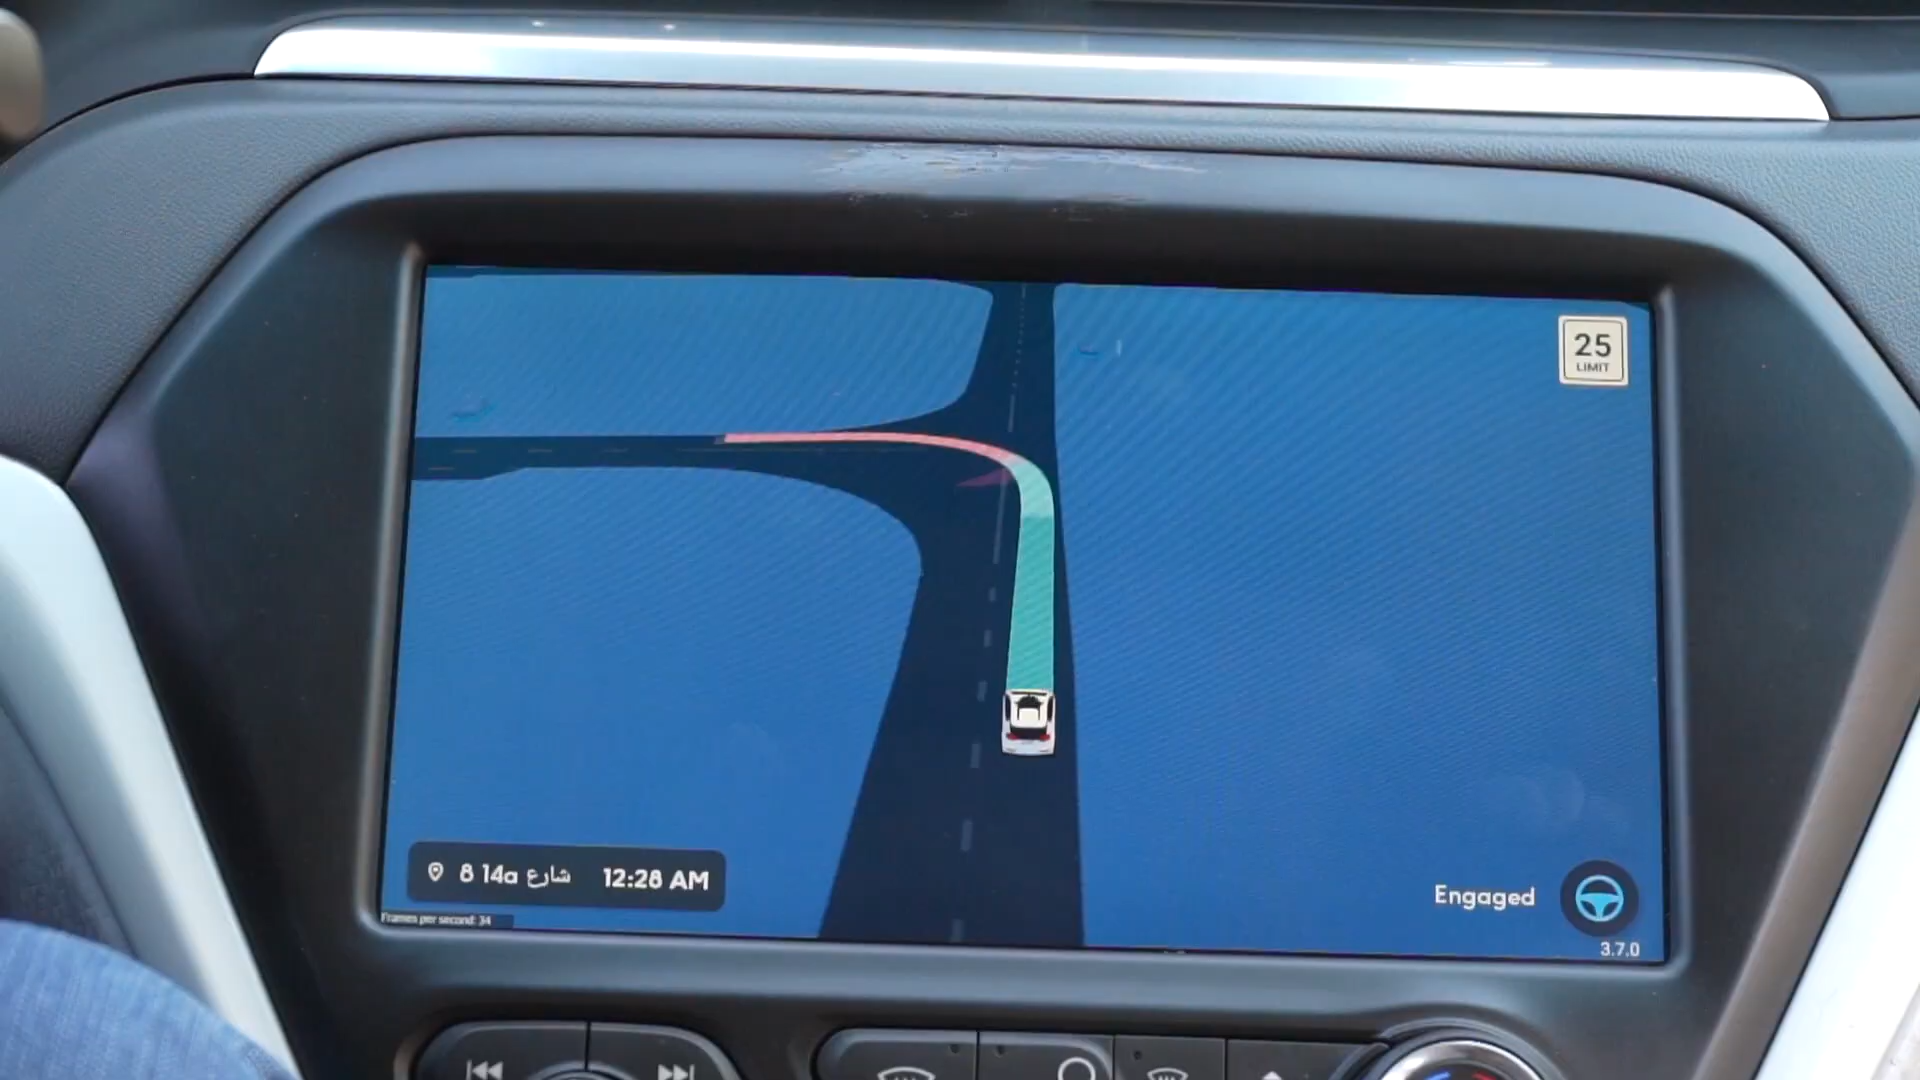 25
LIMIT
8 14a شارع 12:28 AM
Frames per second: 34
Engaged
3.7.0